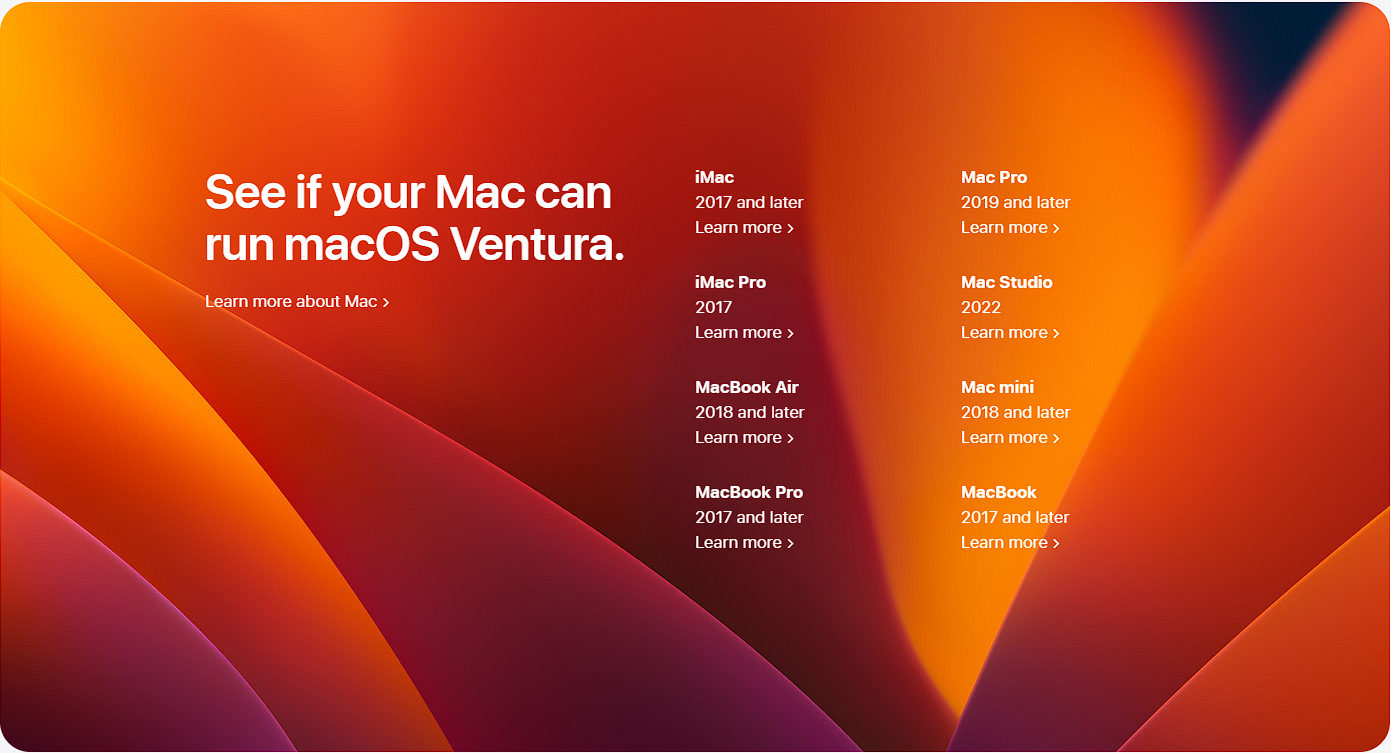 See if your Mac can
run macOS Ventura.
Learn more about Mac >
iMac
2017 and later
Learn more >
iMac Pro
2017
Learn more >
MacBook Air
2018 and later
Learn more >
MacBook Pro
2017 and later
Learn more >
Mac Pro
2019 and later
Learn more >
Mac Studio
2022
Learn more >
Mac mini
2018 and later
Learn more >
MacBook
2017 and later
Learn more >